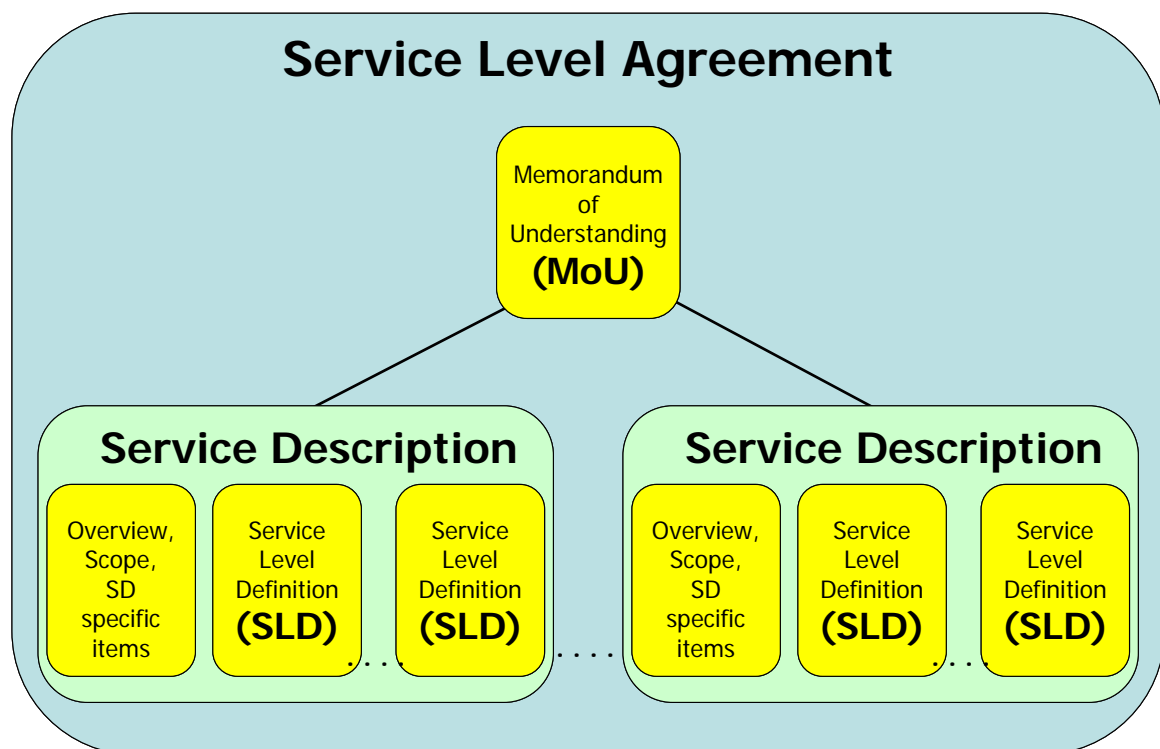 Service Level Agreement
Memorandum
of
Understanding
(MoU)
Service Description
Overview,
Scope,
SD
specific
items
Service
Level
Definition
(SLD)
. . . .
Service
Level
Definition
(SLD)
. . . .
Service Description
Overview,
Scope,
SD
specific
items
Service
Level
Definition
(SLD)
. . . .
Service
Level
Definition
(SLD)